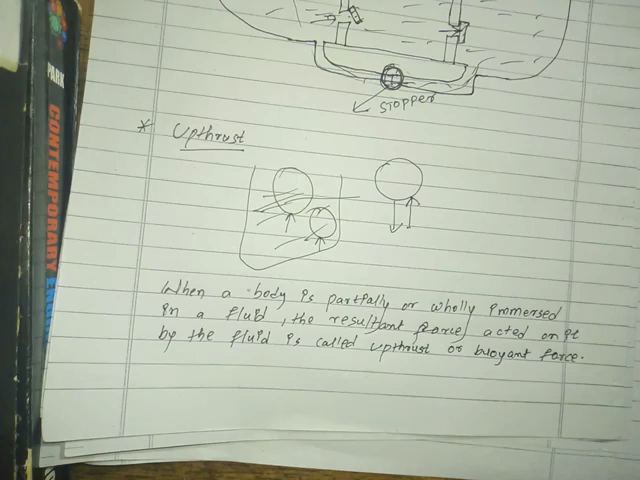 stopper
* Upthrust
When a body is partially or wholly immersed
in a fluid, the resultant force, acted on it
by the fluid is called upthrust or buoyant force.
PARK
CONTEMPORARY